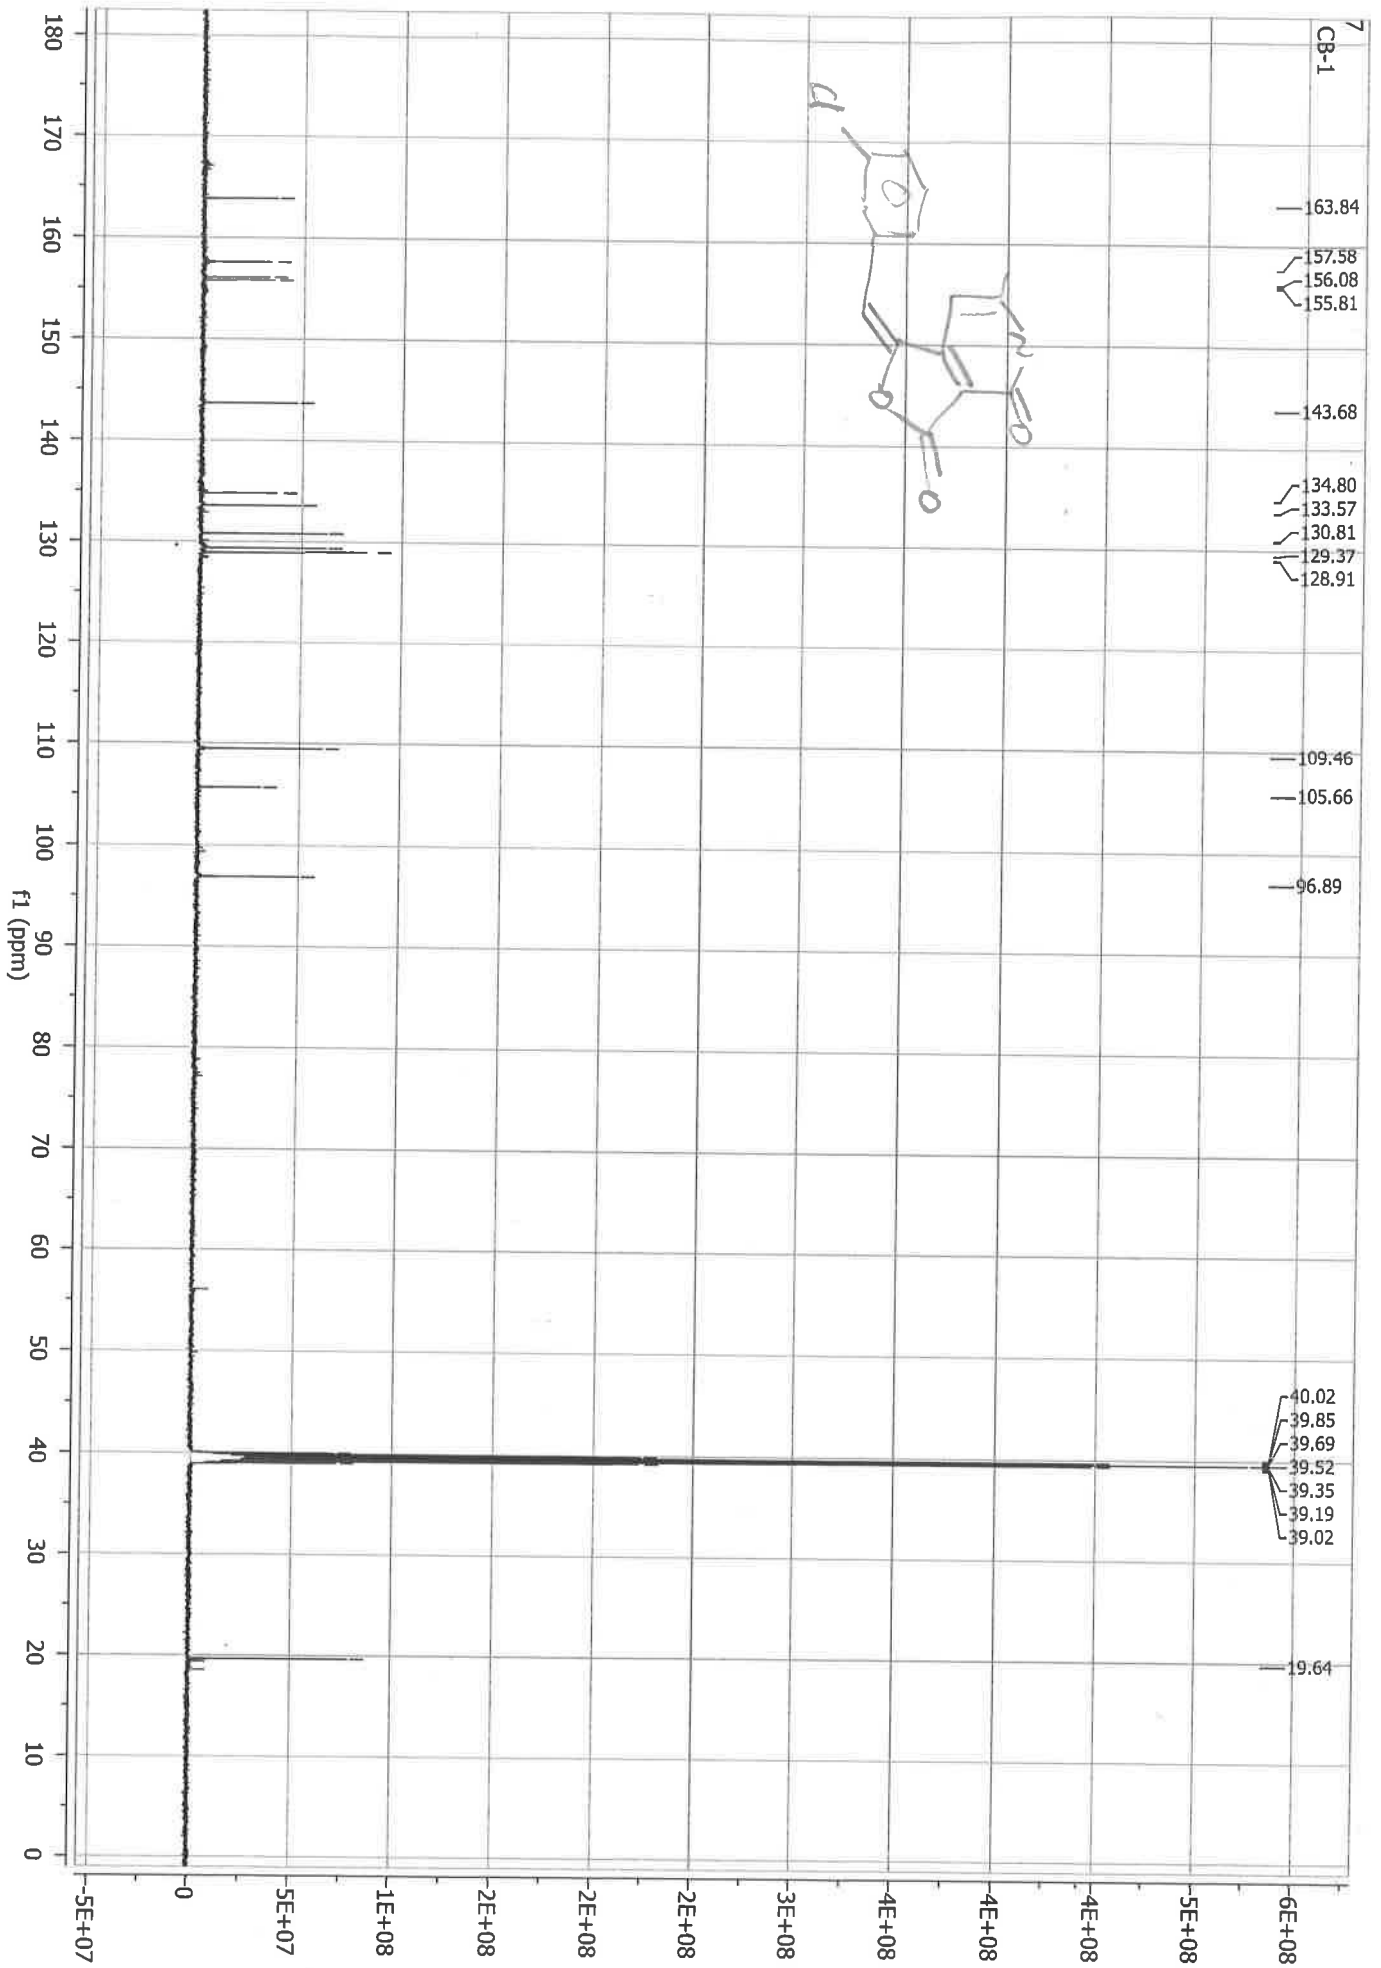 7
CB-1
163.84
157.58
156.08
155.81
143.68
134.80
133.57
130.81
129.37
128.91
109.46
105.66
96.89
40.02
39.85
39.69
39.52
39.35
39.19
39.02
19.64
Cl
O
N
O
O
O
180 170 160 150 140 130 120 110 100 90 80 70 60 50 40 30 20 10 0
f1 (ppm)
-5E+07
0
5E+07
1E+08
2E+08
2E+08
2E+08
3E+08
4E+08
4E+08
4E+08
5E+08
6E+08